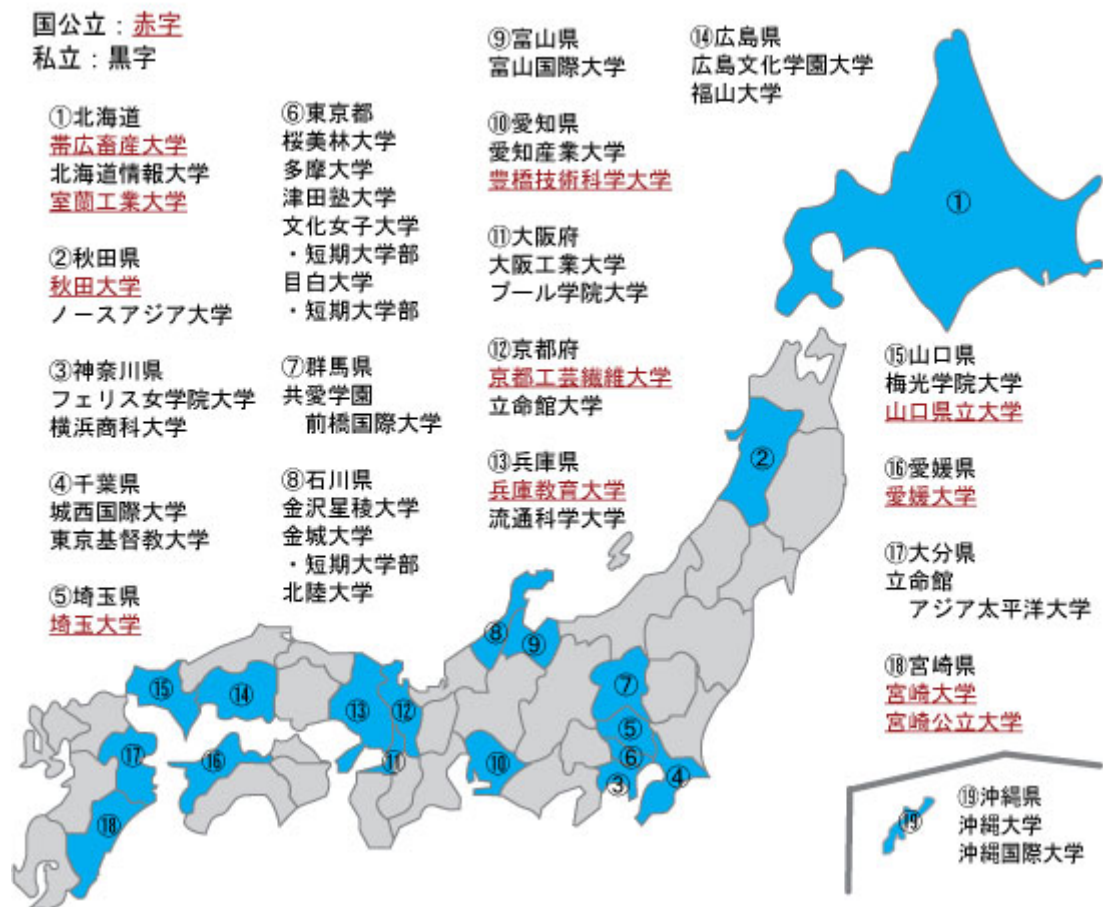 国公立：赤字
私立：黒字
①北海道
帯広畜産大学
北海道情報大学
室蘭工業大学
②秋田県
秋田大学
ノースアジア大学
③神奈川県
フェリス女学院大学
横浜商科大学
④千葉県
城西国際大学
東京基督教大学
⑤埼玉県
埼玉大学
⑥東京都
桜美林大学
多摩大学
津田塾大学
文化女子大学
・短期大学部
目白大学
・短期大学部
⑦群馬県
共愛学園
前橋国際大学
⑧石川県
金沢星稜大学
金城大学
・短期大学部
北陸大学
⑨富山県
富山国際大学
⑩愛知県
愛知産業大学
豊橋技術科学大学
⑪大阪府
大阪工業大学
プール学院大学
⑫京都府
京都工芸繊維大学
立命館大学
⑬兵庫県
兵庫教育大学
流通科学大学
⑭広島県
広島文化学園大学
福山大学
⑮山口県
梅光学院大学
山口県立大学
⑯愛媛県
愛媛大学
⑰大分県
立命館
アジア太平洋大学
⑱宮崎県
宮崎大学
宮崎公立大学
⑲沖縄県
沖縄大学
沖縄国際大学
①
②
⑧
⑨
⑦
⑮
⑭
⑬
⑫
⑤
⑰
⑯
⑪
⑩
⑥
③
④
⑱
⑲